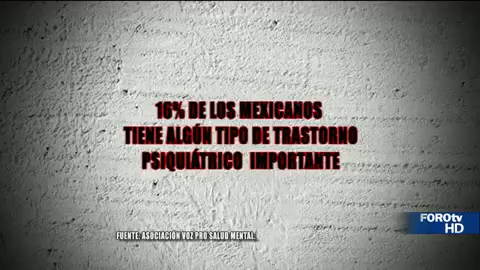 16% DE LOS MEXICANOS
TIENE ALGÚN TIPO DE TRASTORNO
PSIQUIÁTRICO IMPORTANTE
FOROtv
HD
FUENTE: ASOCIACIÓN VOZ PRO SALUD MENTAL.